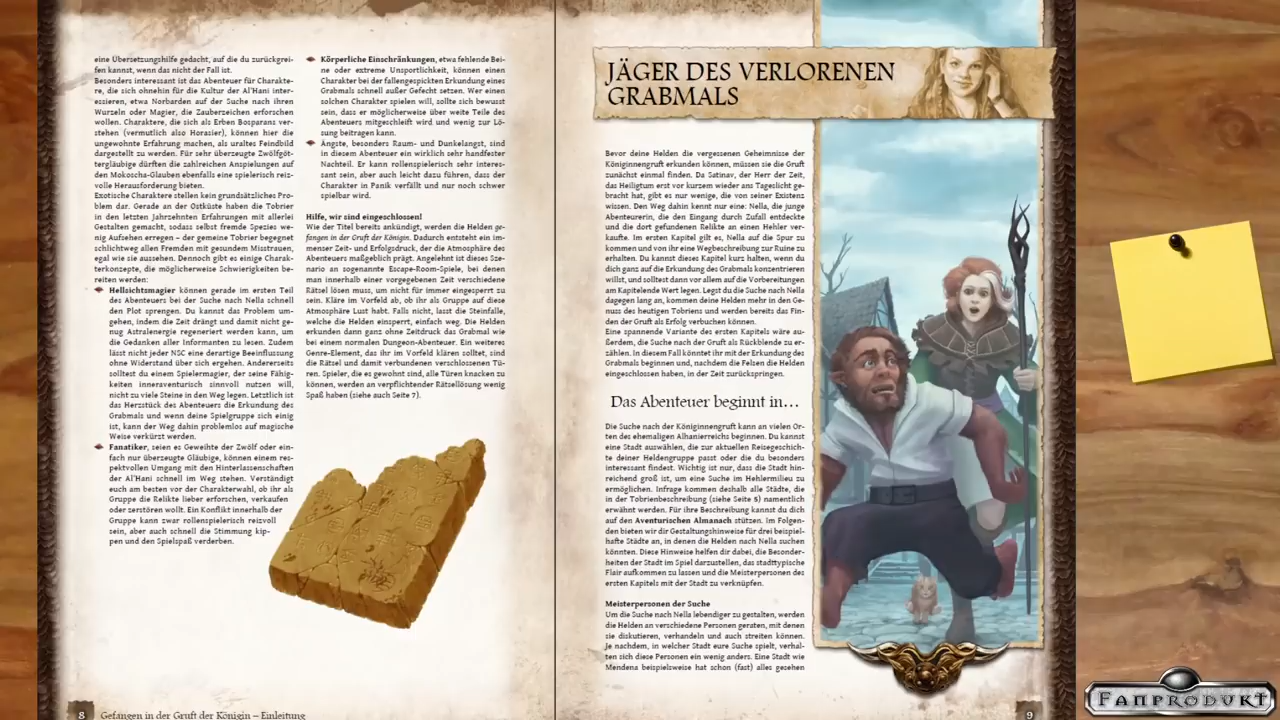 eine Übersetzungshilfe gedacht, auf die du zurückgrei-
fen kannst, wenn das nicht der Fall ist.
Besonders interessant ist das Abenteuer für Charakte-
re, die sich ohnehin für die Kultur der Al'Hani inter-
essieren, etwa Norbarden auf der Suche nach ihren
Wurzeln oder Magier, die Zauberzeichen erforschen
wollen. Charaktere, die sich als Erben Bosparans ver-
stehen (vermutlich also Horasier), können hier die
ungewohnte Erfahrung machen, als uraltes Feindbild
dargestellt zu werden. Für sehr überzeugte Zwölfgöt-
tergläubige dürften die zahlreichen Anspielungen auf
den Mokoscha-Glauben ebenfalls eine spielerisch reiz-
volle Herausforderung bieten.
Exotische Charaktere stellen kein grundsätzliches Pro-
blem dar. Gerade an der Ostküste haben die Tobrier
in den letzten Jahrzehnten Erfahrungen mit allerlei
Gestalten gemacht, sodass selbst fremde Spezies we-
nig Aufsehen erregen – der gemeine Tobrier begegnet
schlichtweg allen Fremden mit gesundem Misstrauen,
egal wie sie aussehen. Dennoch gibt es einige Charak-
terkonzepte, die möglicherweise Schwierigkeiten be-
reiten werden:
Hellsichtsmagier können gerade im ersten Teil
des Abenteuers bei der Suche nach Nella schnell
den Plot sprengen. Du kannst das Problem um-
gehen, indem die Zeit drängt und damit nicht ge-
nug Astralenergie regeneriert werden kann, um
die Gedanken aller Informanten zu lesen. Zudem
lässt nicht jeder NSC eine derartige Beeinflussung
ohne Widerstand über sich ergehen. Andererseits
solltest du einem Spielermagier, der seine Fähig-
keiten inneraventurisch sinnvoll nutzen will,
nicht zu viele Steine in den Weg legen. Letztlich ist
das Herzstück des Abenteuers die Erkundung des
Grabmals und wenn deine Spielgruppe sich einig
ist, kann der Weg dahin problemlos auf magische
Weise verkürzt werden.
Fanatiker, seien es Geweihte der Zwölf oder ein-
fach nur überzeugte Gläubige, können einem res-
pektvollen Umgang mit den Hinterlassenschaften
der Al'Hani schnell im Weg stehen. Verständigt
euch am besten vor der Charakterwahl, ob ihr als
Gruppe die Relikte lieber erforschen, verkaufen
oder zerstören wollt. Ein Konflikt innerhalb der
Gruppe kann zwar rollenspielerisch reizvoll
sein, aber auch schnell die Stimmung kip-
pen und den Spielspaß verderben.
Körperliche Einschränkungen, etwa fehlende Bei-
ne oder extreme Unsportlichkeit, können einen
Charakter bei der fallengespickten Erkundung eines
Grabmals schnell außer Gefecht setzen. Wer einen
solchen Charakter spielen will, sollte sich bewusst
sein, dass er möglicherweise über weite Teile des
Abenteuers mitgeschleift wird und wenig zur Lö-
sung beitragen kann.
Ängste, besonders Raum- und Dunkelangst, sind
in diesem Abenteuer ein wirklich sehr handfester
Nachteil. Er kann rollenspielerisch sehr interes-
sant sein, aber auch leicht dazu führen, dass der
Charakter in Panik verfällt und nur noch schwer
spielbar wird.
Hilfe, wir sind eingeschlossen!
Wie der Titel bereits ankündigt, werden die Helden ge-
fangen in der Gruft der Königin. Dadurch entsteht ein im-
menser Zeit- und Erfolgsdruck, der die Atmosphäre des
Abenteuers maßgeblich prägt. Angelehnt ist dieses Sze-
nario an sogenannte Escape-Room-Spiele, bei denen
man innerhalb einer vorgegebenen Zeit verschiedene
Rätsel lösen muss, um nicht für immer eingesperrt zu
sein. Kläre im Vorfeld ab, ob ihr als Gruppe auf diese
Atmosphäre Lust habt. Falls nicht, lasst die Steinfalle,
welche die Helden einsperrt, einfach weg. Die Helden
erkunden dann ganz ohne Zeitdruck das Grabmal wie
bei einem normalen Dungeon-Abenteuer. Ein weiteres
Genre-Element, das ihr im Vorfeld klären solltet, sind
die Rätsel und damit verbundenen verschlossenen Tü-
ren. Spieler, die es gewohnt sind, alle Türen knacken zu
können, werden an verpflichtender Rätsellösung wenig
Spaß haben (siehe auch Seite 7).
8 Gefangen in der Gruft der Königin – Einleitung
JÄGER DES VERLORENEN
GRABMALS
Bevor deine Helden die vergessenen Geheimnisse der
Königinnengruft erkunden können, müssen sie die Gruft
zunächst einmal finden. Da Satinav, der Herr der Zeit,
das Heiligtum erst vor kurzem wieder ans Tageslicht ge-
bracht hat, gibt es nur wenige, die von seiner Existenz
wissen. Den Weg dahin kennt nur eine: Nella, die junge
Abenteurerin, die den Eingang durch Zufall entdeckte
und die dort gefundenen Relikte an einen Hehler ver-
kaufte. Im ersten Kapitel gilt es, Nella auf die Spur zu
kommen und von ihr eine Wegbeschreibung zur Ruine zu
erhalten. Du kannst dieses Kapitel kurz halten, wenn du
dich ganz auf die Erkundung des Grabmals konzentrieren
willst, und solltest dann vor allem auf die Vorbereitungen
am Kapitelende Wert legen. Legst du die Suche nach Nella
dagegen lang an, kommen deine Helden mehr in den Ge-
nuss des heutigen Tobriens und werden bereits das Fin-
den der Gruft als Erfolg verbuchen können.
Eine spannende Variante des ersten Kapitels wäre au-
ßerdem, die Suche nach der Gruft als Rückblende zu er-
zählen. In diesem Fall könntet ihr mit der Erkundung des
Grabmals beginnen und, nachdem die Felsen die Helden
eingeschlossen haben, in der Zeit zurückspringen.
Das Abenteuer beginnt in…
Die Suche nach der Königinnengruft kann an vielen Or-
ten des ehemaligen Alhanierreichs beginnen. Du kannst
eine Stadt auswählen, die zur aktuellen Reisegeschich-
te deiner Heldengruppe passt oder die du besonders
interessant findest. Wichtig ist nur, dass die Stadt hin-
reichend groß ist, um eine Suche im Hehlermilieu zu
ermöglichen. Infrage kommen deshalb alle Städte, die
in der Tobrienbeschreibung (siehe Seite 5) namentlich
erwähnt werden. Für ihre Beschreibung kannst du dich
auf den Aventurischen Almanach stützen. Im Folgen-
den bieten wir dir Gestaltungshinweise für drei beispiel-
hafte Städte an, in denen die Helden nach Nella suchen
könnten. Diese Hinweise helfen dir dabei, die Besonder-
heiten der Stadt im Spiel darzustellen, das stadttypische
Flair aufkommen zu lassen und die Meisterpersonen des
ersten Kapitels mit der Stadt zu verknüpfen.
Meisterpersonen der Suche
Um die Suche nach Nella lebendiger zu gestalten, werden
die Helden an verschiedene Personen geraten, mit denen
sie diskutieren, verhandeln und auch streiten können.
Je nachdem, in welcher Stadt eure Suche spielt, verhal-
ten sich diese Personen ein wenig anders. Eine Stadt wie
Mendena beispielsweise hat schon (fast) alles gesehen
9
FANPRODUKT